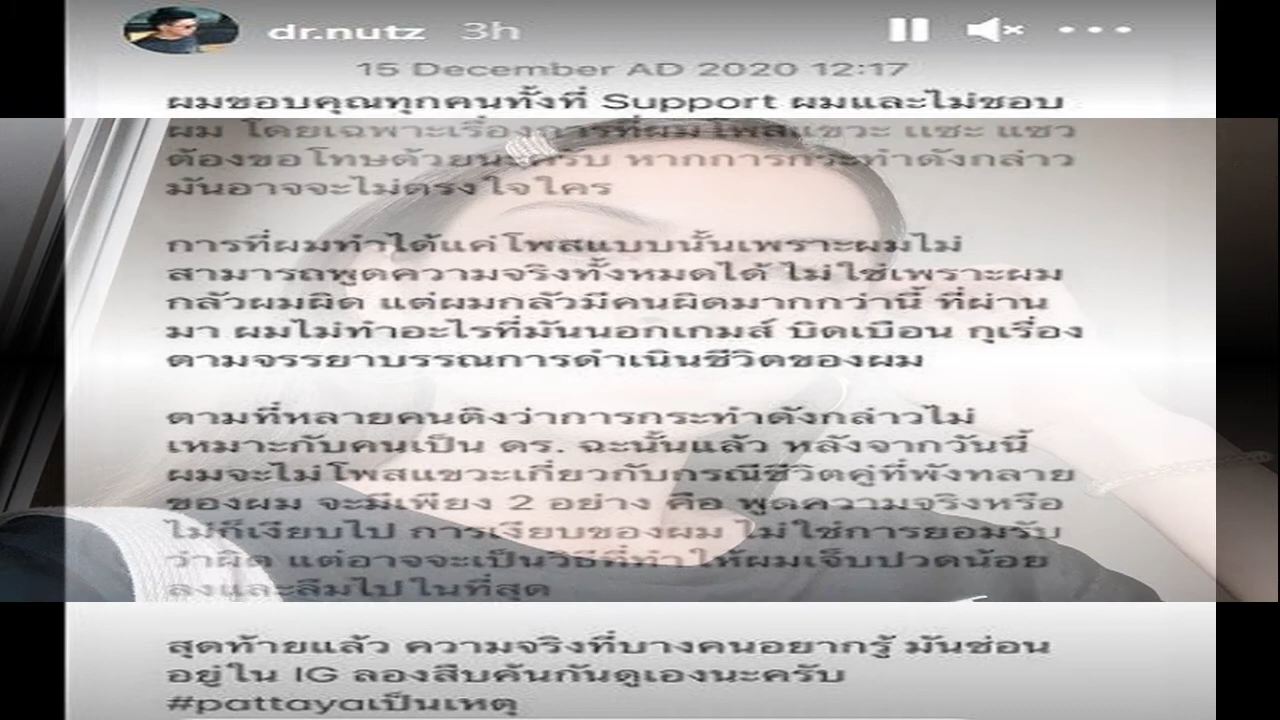 dr.nutz 3h
15 December AD 2020 12:17
ผมขอบคุณทุกคนทั้งที่ Support ผมและไม่ชอบ
ผม โดยเฉพาะเรื่องการที่ผมโพสแขวะ แซะ แซว
ต้องขอโทษด้วยนะครับ หากการกระทำดังกล่าว
มันอาจจะไม่ตรงใจใคร
การที่ผมทำได้แค่โพสแบบนั้นเพราะผมไม่
สามารถพูดความจริงทั้งหมดได้ ไม่ใช่เพราะผม
กลัวผมผิด แต่ผมกลัวมีคนผิดมากกว่านี้ ที่ผ่าน
มา ผมไม่ทำอะไรที่มันนอกเกมส์ บิดเบือน กุเรื่อง
ตามจรรยาบรรณการดำเนินชีวิตของผม
ตามที่หลายคนติงว่าการกระทำดังกล่าวไม่
เหมาะกับคนเป็น ดร. ฉะนั้นแล้ว หลังจากวันนี้
ผมจะไม่โพสแขวะเกี่ยวกับกรณีชีวิตคู่ที่พังทลาย
ของผม จะมีเพียง 2 อย่าง คือ พูดความจริงหรือ
ไม่ก็เงียบไป การเงียบของผม ไม่ใช่การยอมรับ
ว่าผิด แต่อาจจะเป็นวิธีที่ทำให้ผมเจ็บปวดน้อย
ลงและลืมไปในที่สุด
สุดท้ายแล้ว ความจริงที่บางคนอยากรู้ มันซ่อน
อยู่ใน IG ลองสืบค้นกันดูเองนะครับ
#pattayaเป็นเหตุ